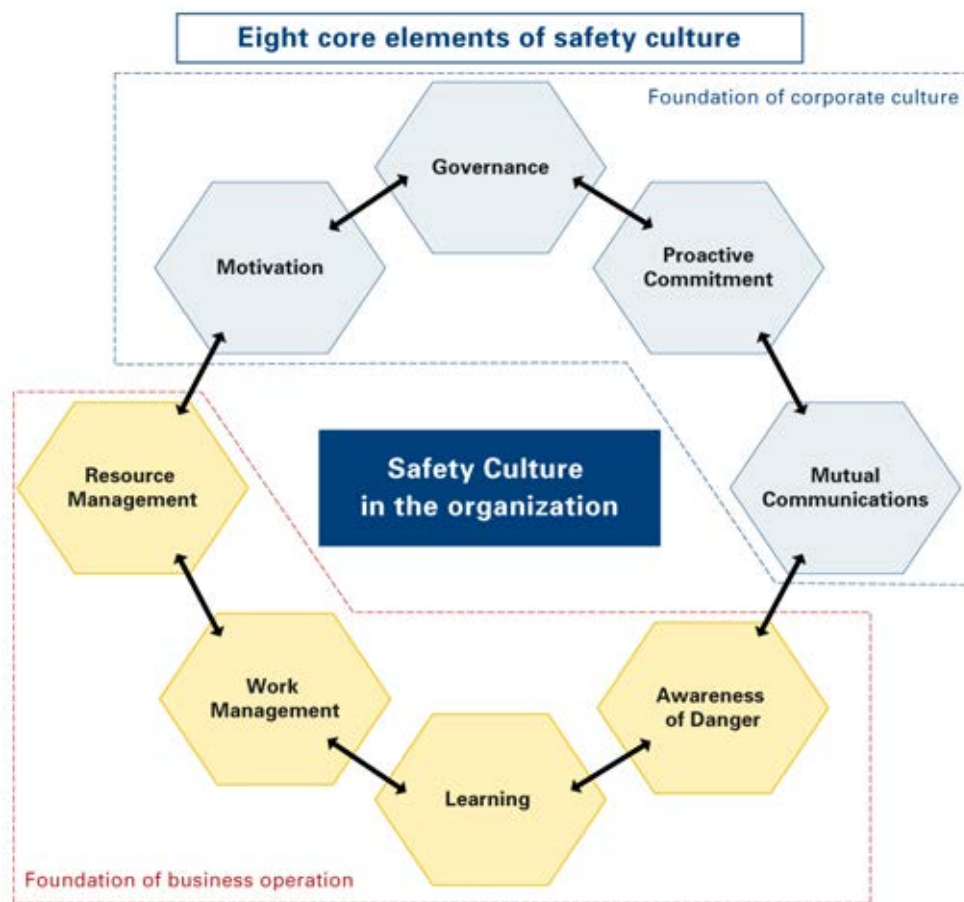 Eight core elements of safety culture
Foundation of corporate culture
Governance
Motivation
Proactive
Commitment
Resource
Management
Safety Culture
in the organization
Mutual
Communications
Work
Management
Awareness
of Danger
Learning
Foundation of business operation